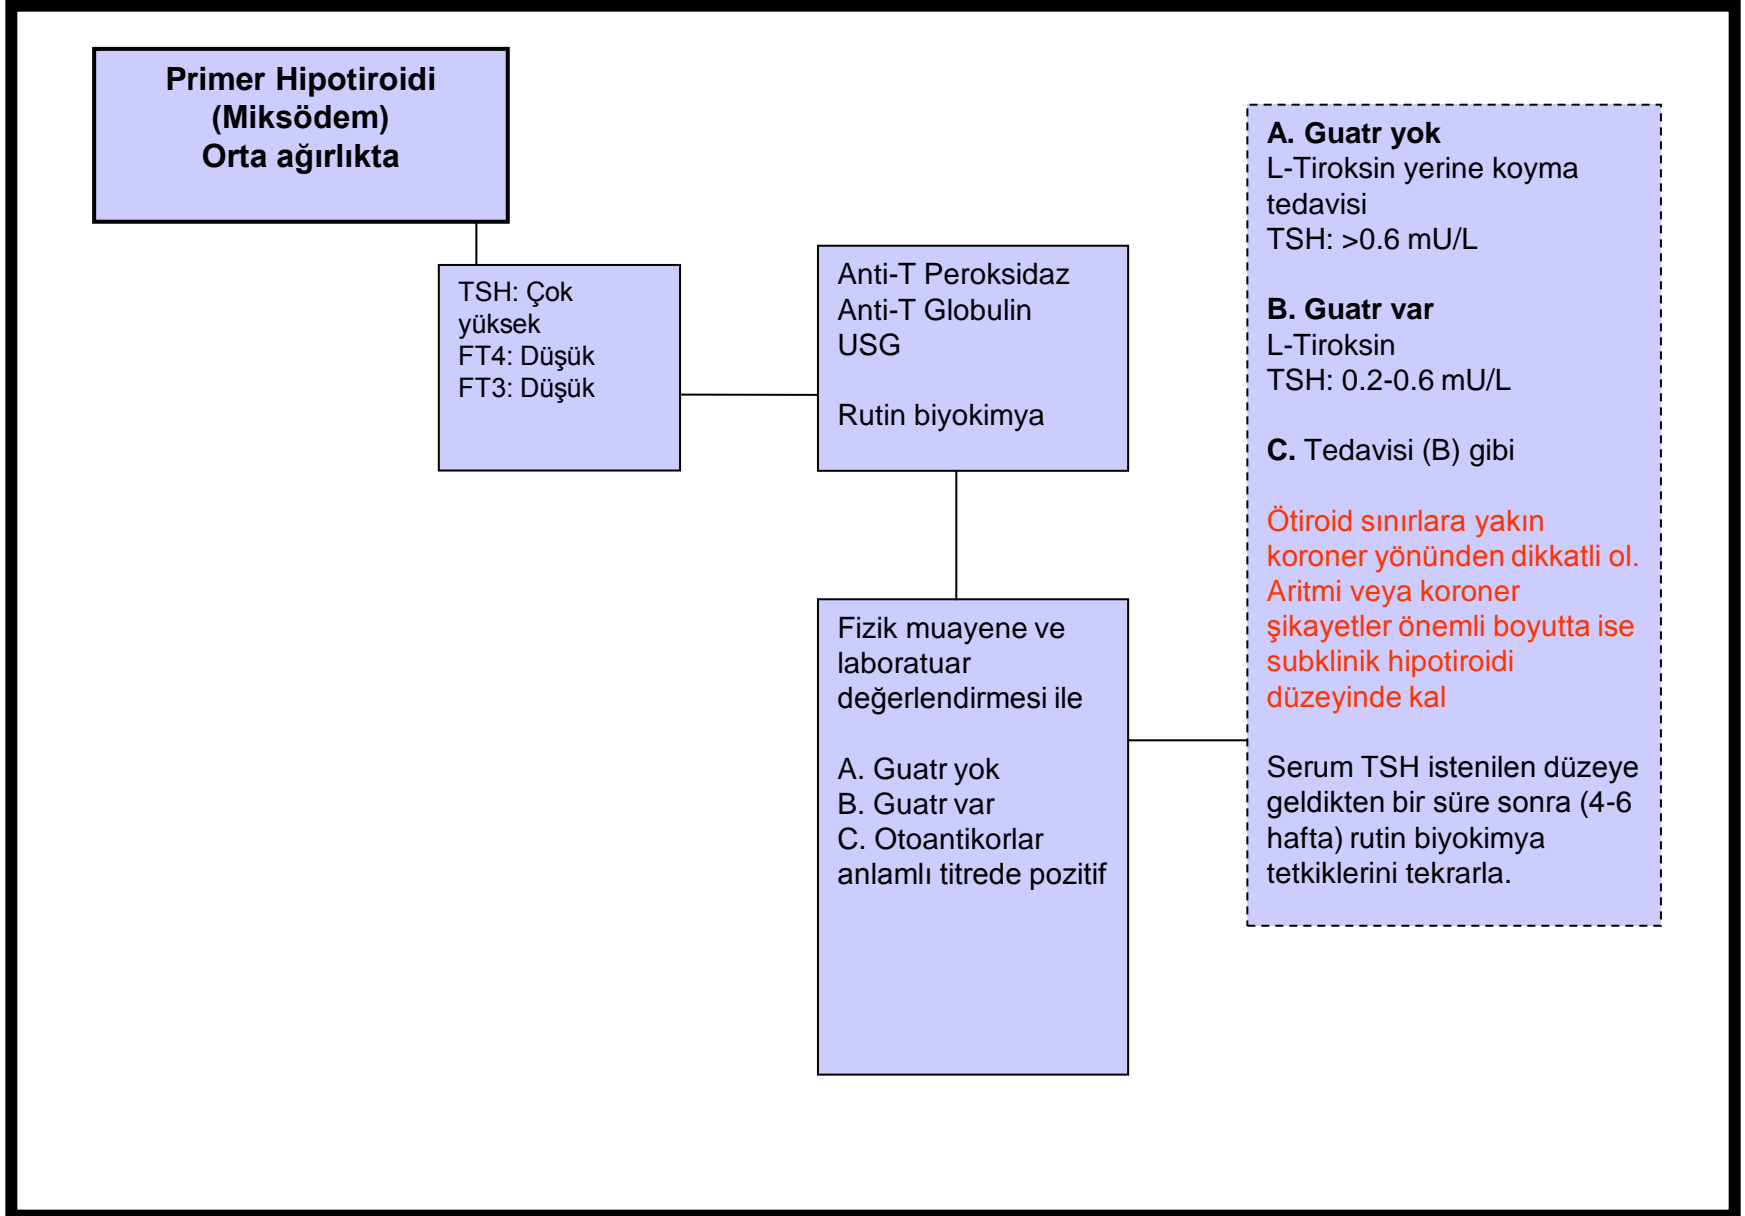 Primer Hipotiroidi
(Miksödem)
Orta ağırlıkta
TSH: Çok
yüksek
FT4: Düşük
FT3: Düşük
Anti-T Peroksidaz
Anti-T Globulin
USG
Rutin biyokimya
Fizik muayene ve
laboratuar
değerlendirmesi ile
A. Guatr yok
B. Guatr var
C. Otoantikorlar
anlamlı titrede pozitif
A. Guatr yok
L-Tiroksin yerine koyma
tedavisi
TSH: >0.6 mU/L
B. Guatr var
L-Tiroksin
TSH: 0.2-0.6 mU/L
C. Tedavisi (B) gibi
Ötiroid sınırlara yakın
koroner yönünden dikkatli ol.
Aritmi veya koroner
şikayetler önemli boyutta ise
subklinik hipotiroidi
düzeyinde kal
Serum TSH istenilen düzeye
geldikten bir süre sonra (4-6
hafta) rutin biyokimya
tetkiklerini tekrarla.